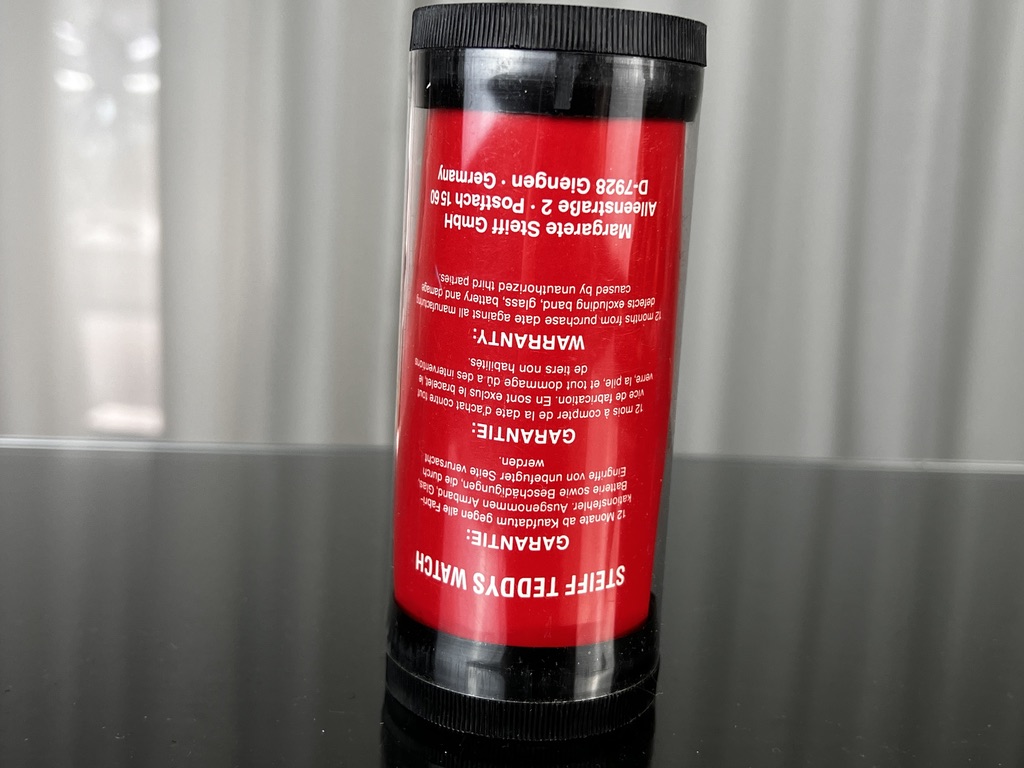 STEIFF TEDDYS WATCH
GARANTIE:
12 Monate ab Kaufdatum gegen alle Fabri-
kationsfehler. Ausgenommen Armband, Glas,
Batterie sowie Beschädigungen, die durch
Eingriffe von unbefugter Seite verursacht
werden.
GARANTIE:
12 mois à compter de la date d'achat contre tout
vice de fabrication. En sont exclus le bracelet, le
verre, la pile, et tout dommage dû a des interventions
de tiers non habilités.
WARRANTY:
12 months from purchase date against all manufacturing
defects excluding band, glass, battery and damage
caused by unauthorized third parties.
Margarete Steiff GmbH
Alleenstraße 2 · Postfach 15 60
D-7928 Giengen · Germany